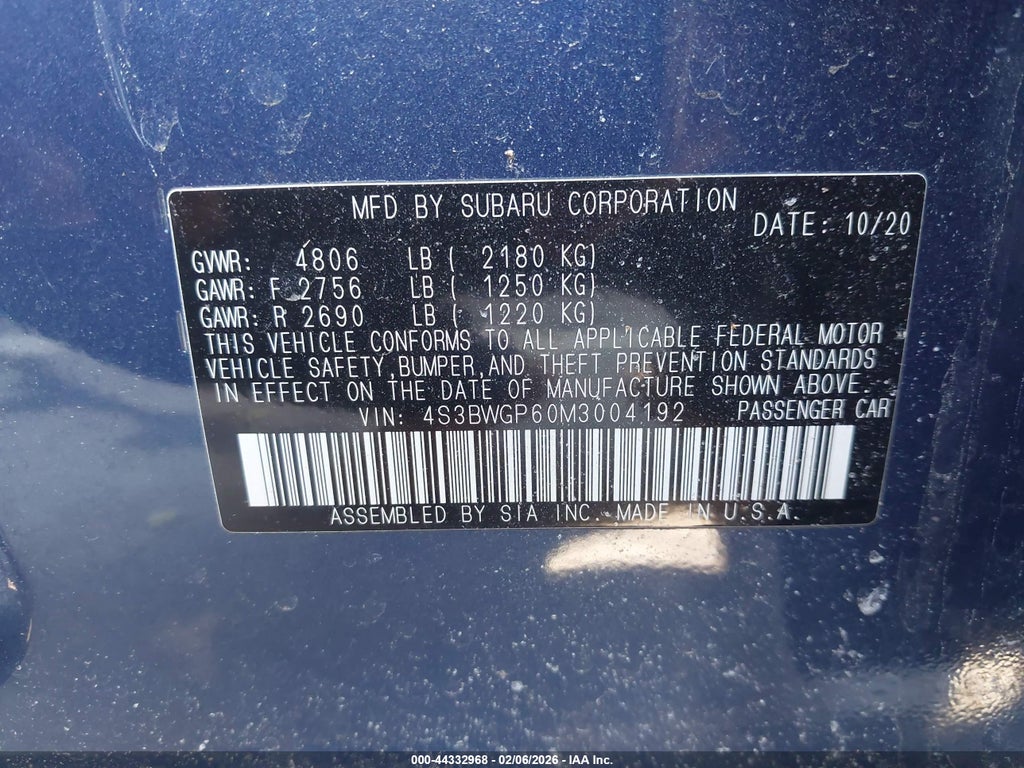 MFD BY SUBARU CORPORATION
DATE: 10/20
GVWR: 4806 LB ( 2180 KG)
GAWR: F 2756 LB ( 1250 KG)
GAWR: R 2690 LB ( 1220 KG)
THIS VEHICLE CONFORMS TO ALL APPLICABLE FEDERAL MOTOR
VEHICLE SAFETY, BUMPER, AND THEFT PREVENTION STANDARDS
IN EFFECT ON THE DATE OF MANUFACTURE SHOWN ABOVE.
VIN: 4S3BWGP60M3004192 PASSENGER CAR
ASSEMBLED BY SIA INC. MADE IN U.S.A.
000-44332968 - 02/06/2026 - IAA Inc.